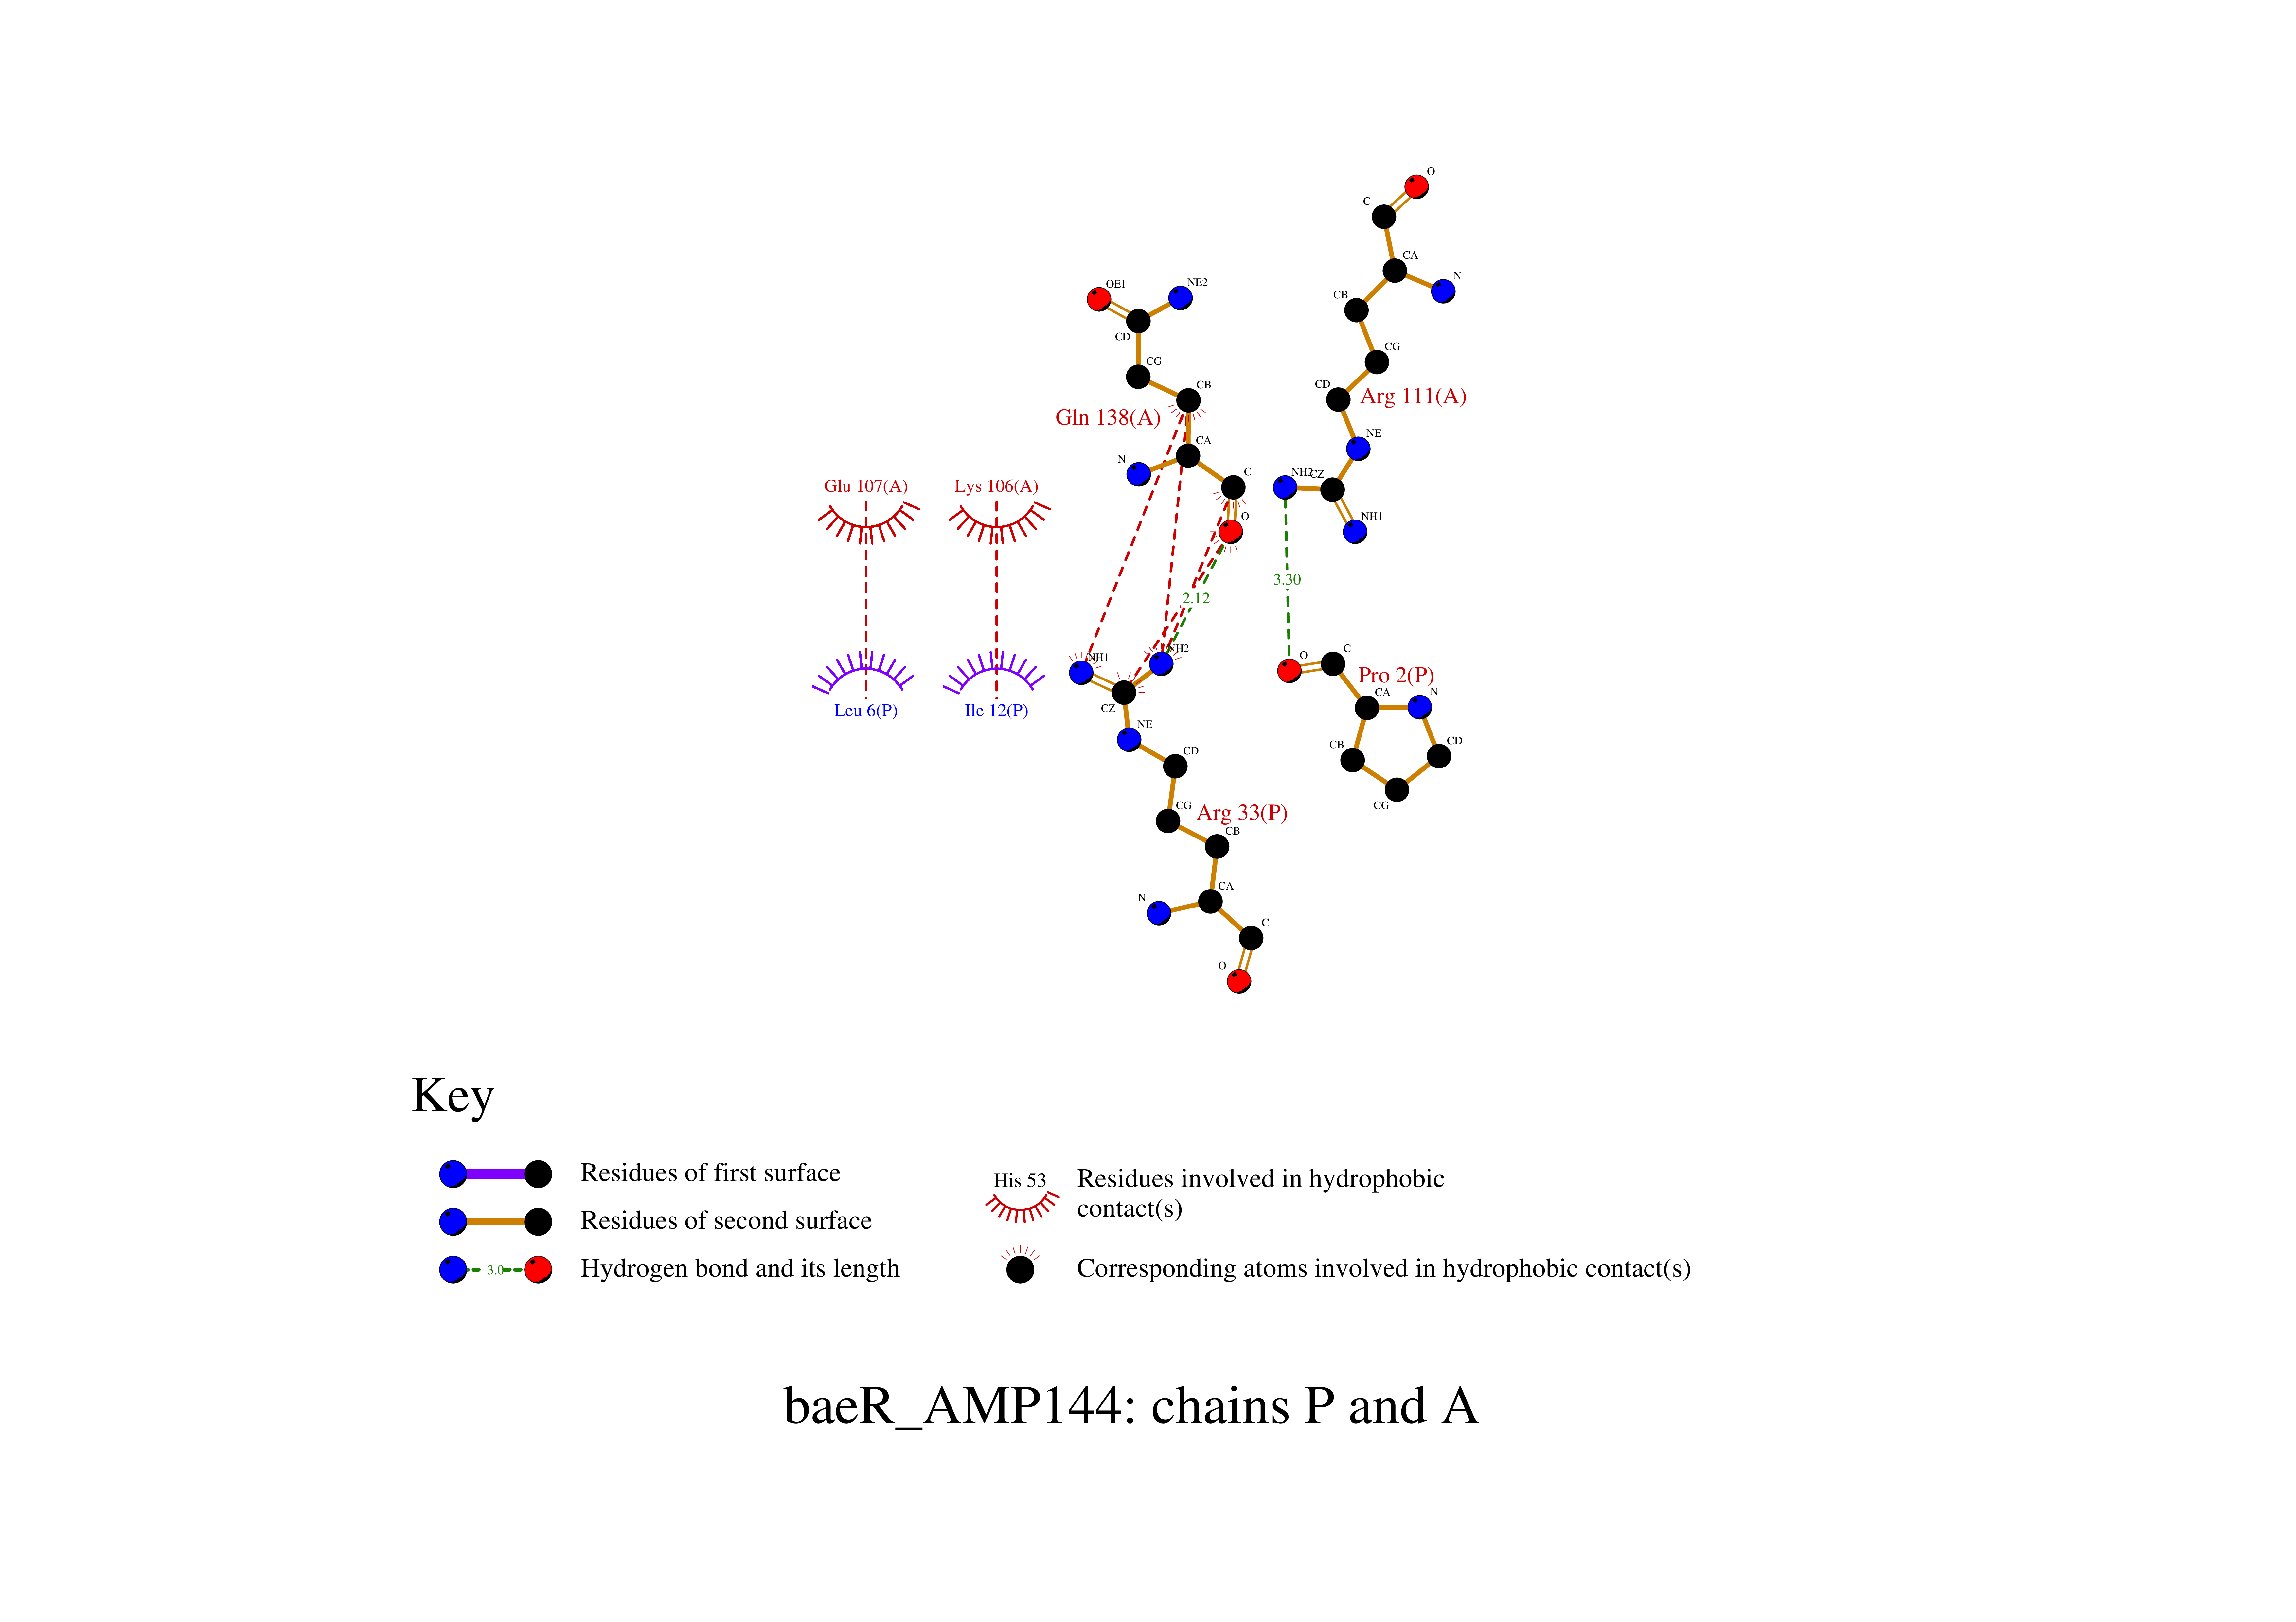 O
C
CA
N
CB
CG
CD
Arg 111(A)
NE
NH2
CZ
NH1
OE1
NE2
CD
CG
CB
Gln 138(A)
CA
N
C
O
Glu 107(A)
Lys 106(A)
3.30
2.12
Leu 6(P)
Ile 12(P)
NH1
NH2
CZ
NE
CD
CG
Arg 33(P)
CB
CA
N
C
O
O
C
Pro 2(P)
CA
N
CB
CD
CG
Key
Residues of first surface
Residues of second surface
3.0
Hydrogen bond and its length
His 53
Residues involved in hydrophobic
contact(s)
Corresponding atoms involved in hydrophobic contact(s)
baeR_AMP144: chains P and A